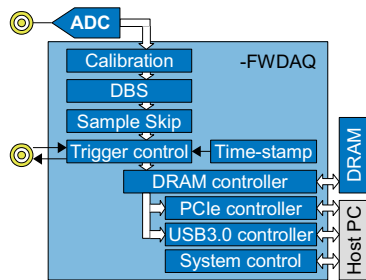 ADC
-FWDAQ
Calibration
DBS
Sample Skip
Trigger control
Time-stamp
DRAM controller
DRAM
PCIe controller
USB3.0 controller
System control
Host PC